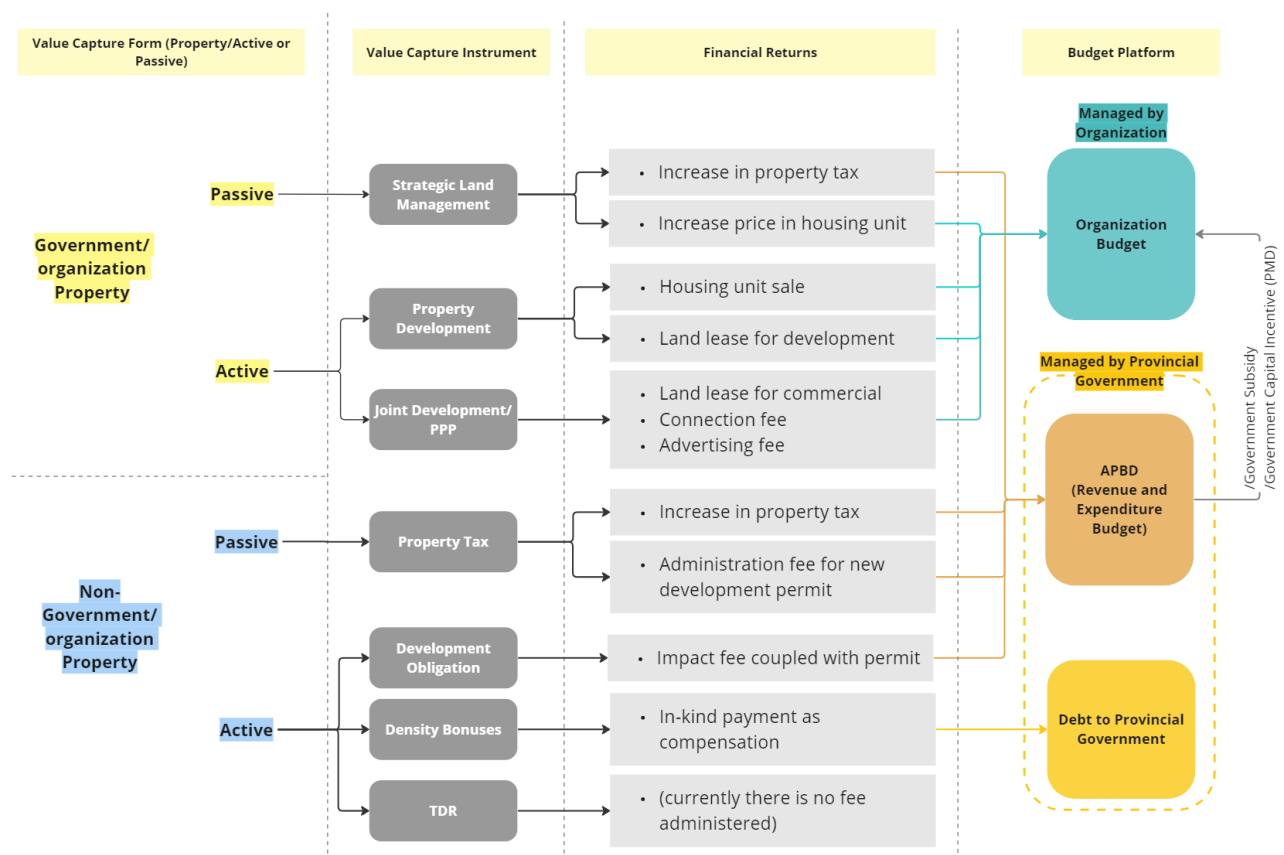 Value Capture Form (Property/Active or
Passive)
Value Capture Instrument
Financial Returns
Budget Platform
Government/
organization
Property
Passive
Strategic Land
Management
• Increase in property tax
• Increase price in housing unit
Active
Property
Development
• Housing unit sale
• Land lease for development
Joint Development/
PPP
• Land lease for commercial
• Connection fee
• Advertising fee
Non-
Government/
organization
Property
Passive
Property Tax
• Increase in property tax
• Administration fee for new
development permit
Active
Development
Obligation
• Impact fee coupled with permit
Density Bonuses
• In-kind payment as
compensation
TDR
• (currently there is no fee
administered)
Managed by
Organization
Organization
Budget
Managed by Provincial
Government
APBD
(Revenue and
Expenditure
Budget)
Debt to Provincial
Government
/Government Subsidy
/Government Capital Incentive (PMD)